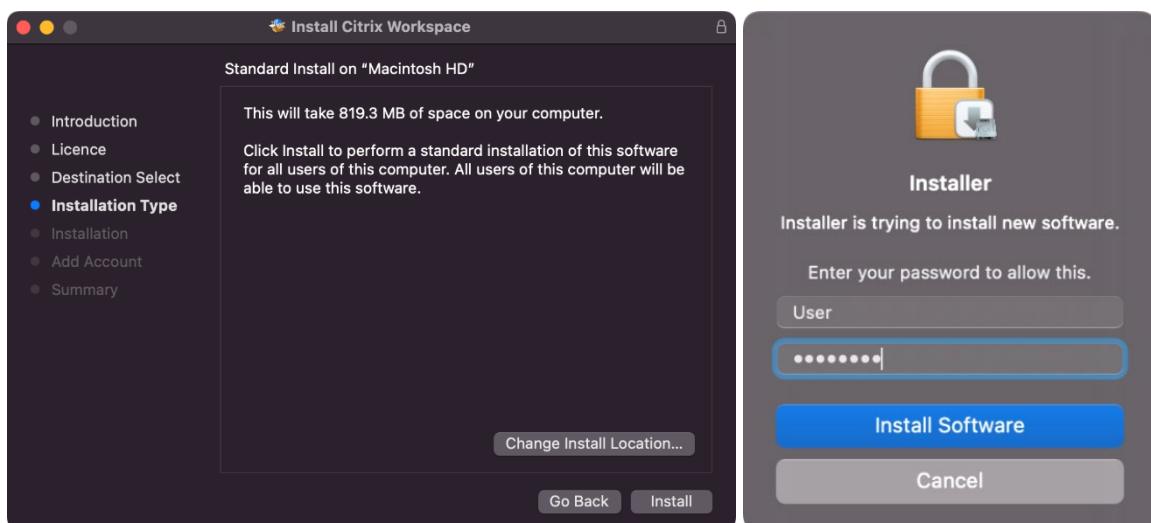 Install Citrix Workspace
Standard Install on “Macintosh HD”
Introduction
Licence
Destination Select
Installation Type
Installation
Add Account
Summary
This will take 819.3 MB of space on your computer.
Click Install to perform a standard installation of this software
for all users of this computer. All users of this computer will be
able to use this software.
Change Install Location...
Go Back
Install
Installer
Installer is trying to install new software.
Enter your password to allow this.
User
••••••••
Install Software
Cancel